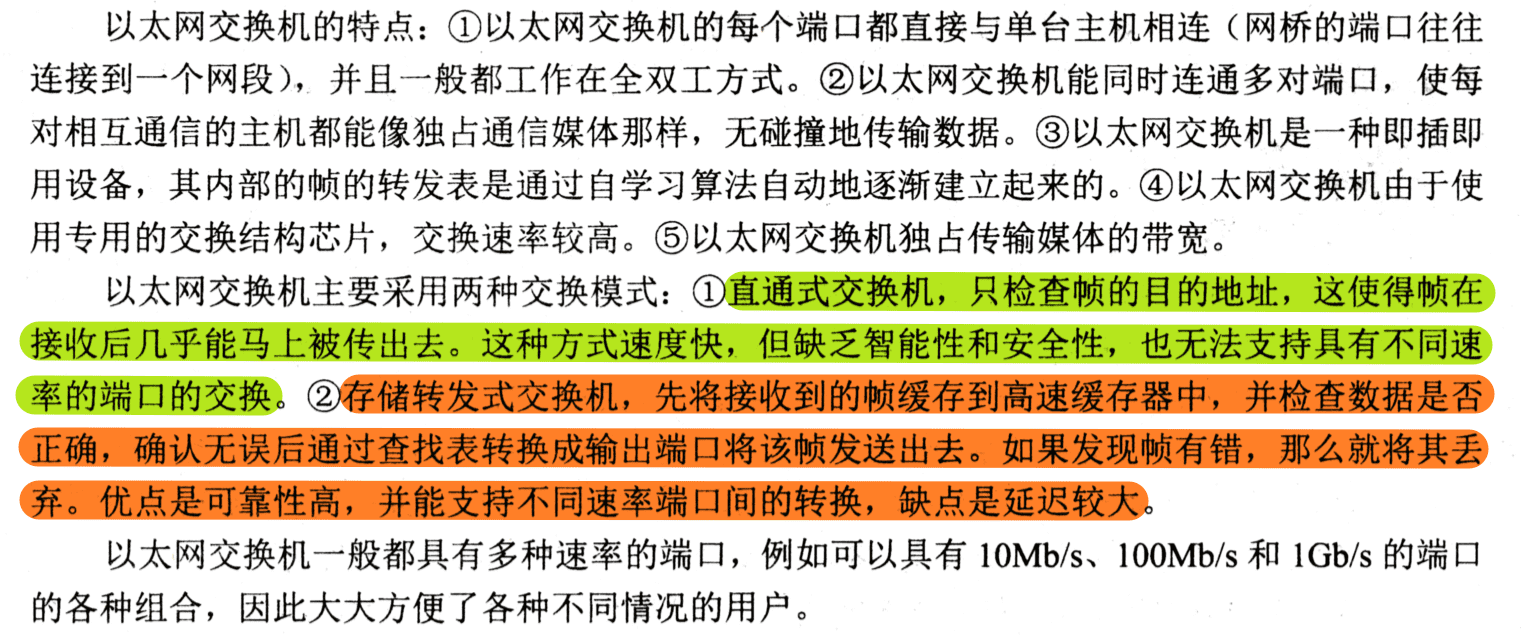 以太网交换机的特点：①以太网交换机的每个端口都直接与单台主机相连（网桥的端口往往
连接到一个网段），并且一般都工作在全双工方式。②以太网交换机能同时连通多对端口，使每
对相互通信的主机都能像独占通信媒体那样，无碰撞地传输数据。③以太网交换机是一种即插即
用设备，其内部的帧的转发表是通过自学习算法自动地逐渐建立起来的。④以太网交换机由于使
用专用的交换结构芯片，交换速率较高。⑤以太网交换机独占传输媒体的带宽。
以太网交换机主要采用两种交换模式：①直通式交换机，只检查帧的目的地址，这使得帧在
接收后几乎能马上被传出去。这种方式速度快，但缺乏智能性和安全性，也无法支持具有不同速
率的端口的交换。②存储转发式交换机，先将接收到的帧缓存到高速缓存器中，并检查数据是否
正确，确认无误后通过查找表转换成输出端口将该帧发送出去。如果发现帧有错，那么就将其丢
弃。优点是可靠性高，并能支持不同速率端口间的转换，缺点是延迟较大。
以太网交换机一般都具有多种速率的端口，例如可以具有 10Mb/s、100Mb/s 和 1Gb/s 的端口
的各种组合，因此大大方便了各种不同情况的用户。